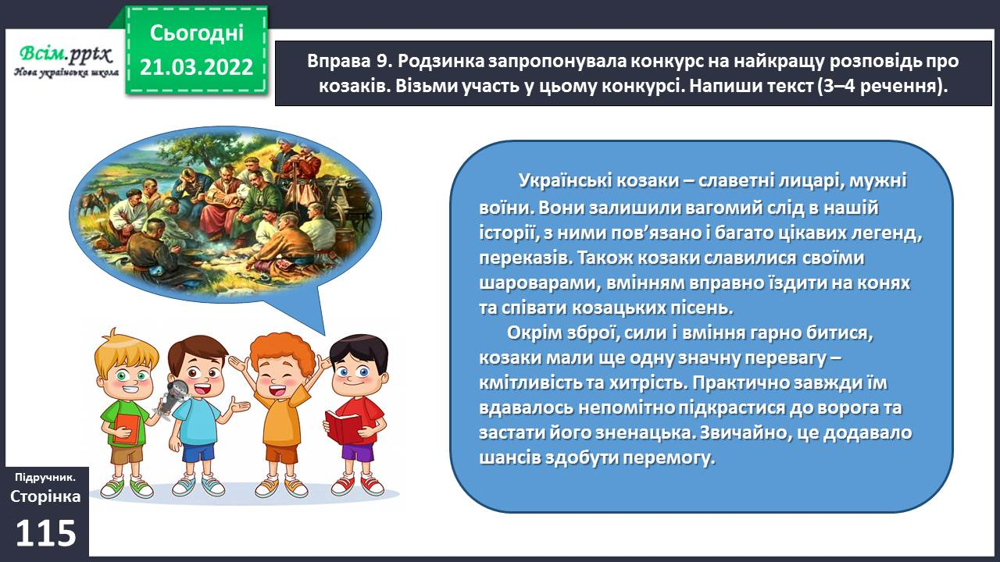 Всім.pptx
Нова українська школа
Сьогодні
21.03.2022
Вправа 9. Родзинка запропонувала конкурс на найкращу розповідь про
козаків. Візьми участь у цьому конкурсі. Напиши текст (3–4 речення).
Українські козаки – славетні лицарі, мужні
воїни. Вони залишили вагомий слід в нашій
історії, з ними пов’язано і багато цікавих легенд,
переказів. Також козаки славилися своїми
шароварами, вмінням вправно їздити на конях
та співати козацьких пісень.
Окрім зброї, сили і вміння гарно битися,
козаки мали ще одну значну перевагу –
кмітливість та хитрість. Практично завжди їм
вдавалось непомітно підкрастися до ворога та
застати його зненацька. Звичайно, це додавало
шансів здобути перемогу.
Підручник.
Сторінка
115